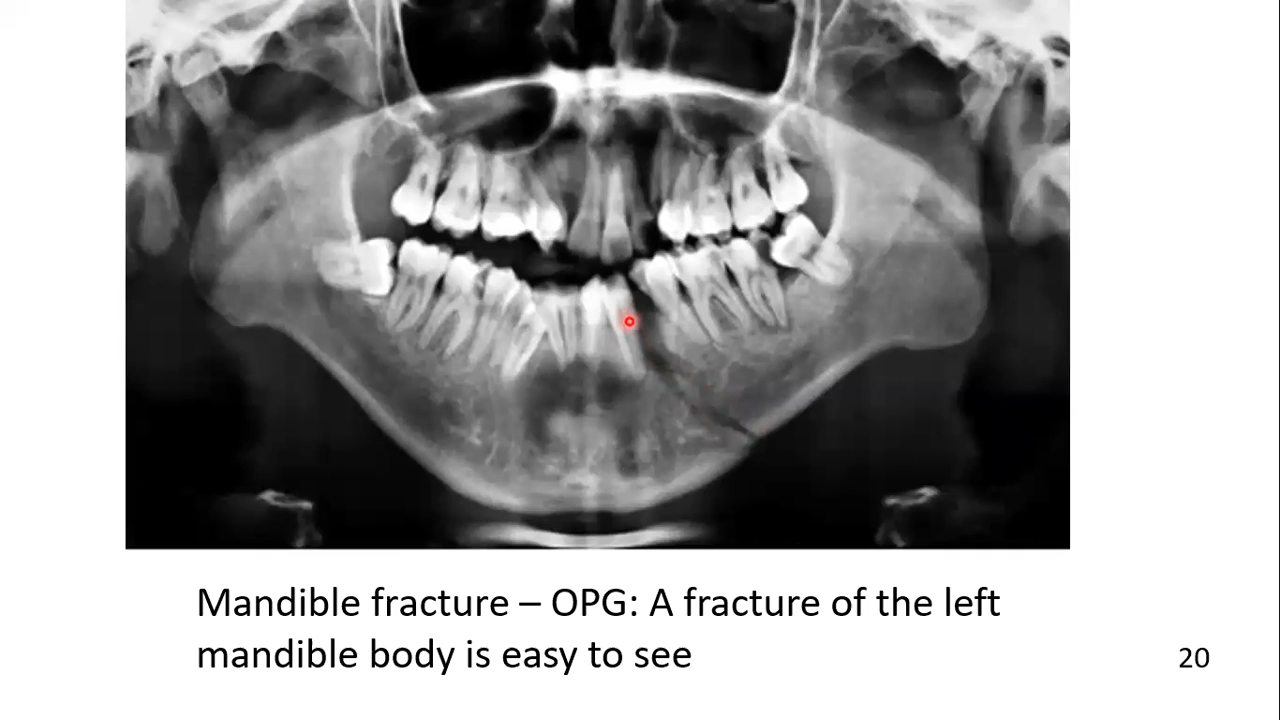 Mandible fracture – OPG: A fracture of the left
mandible body is easy to see
20